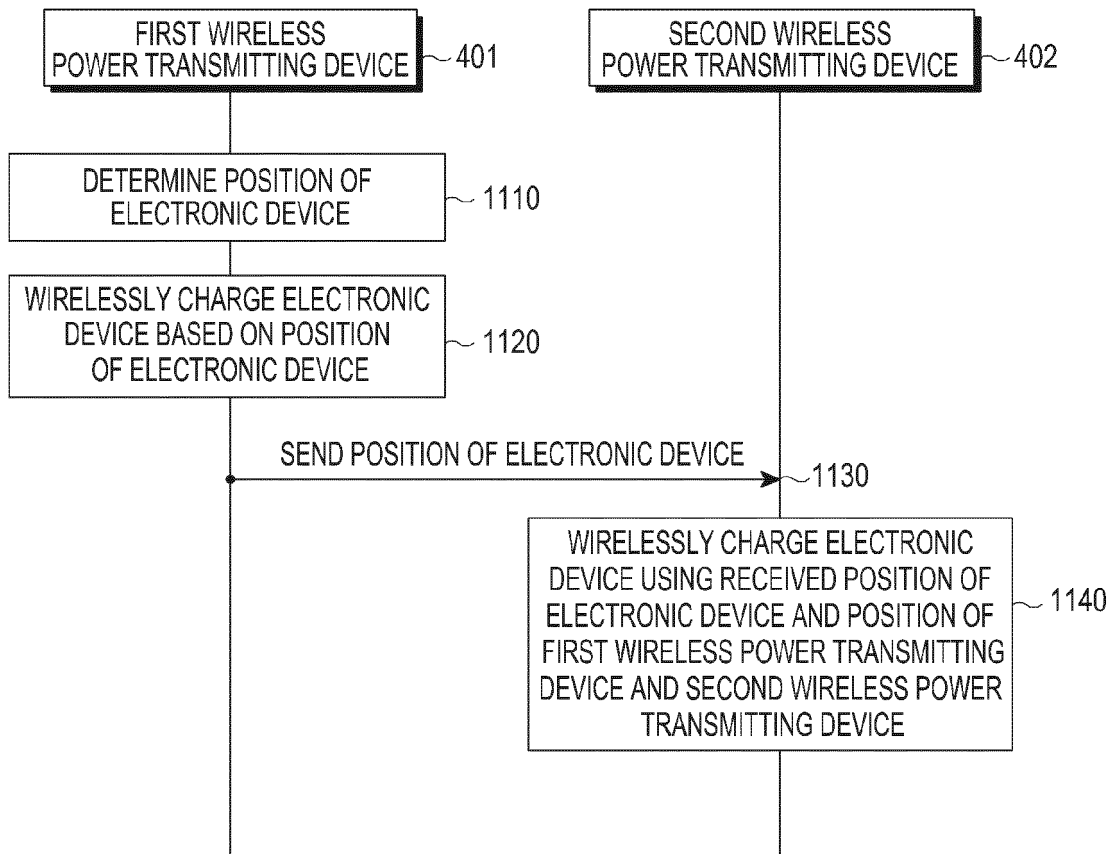 FIRST WIRELESS
POWER TRANSMITTING DEVICE
401
SECOND WIRELESS
POWER TRANSMITTING DEVICE
402
DETERMINE POSITION OF
ELECTRONIC DEVICE
1110
WIRELESSLY CHARGE ELECTRONIC
DEVICE BASED ON POSITION
OF ELECTRONIC DEVICE
1120
SEND POSITION OF ELECTRONIC DEVICE
1130
WIRELESSLY CHARGE ELECTRONIC
DEVICE USING RECEIVED POSITION OF
ELECTRONIC DEVICE AND POSITION OF
FIRST WIRELESS POWER TRANSMITTING
DEVICE AND SECOND WIRELESS POWER
TRANSMITTING DEVICE
1140